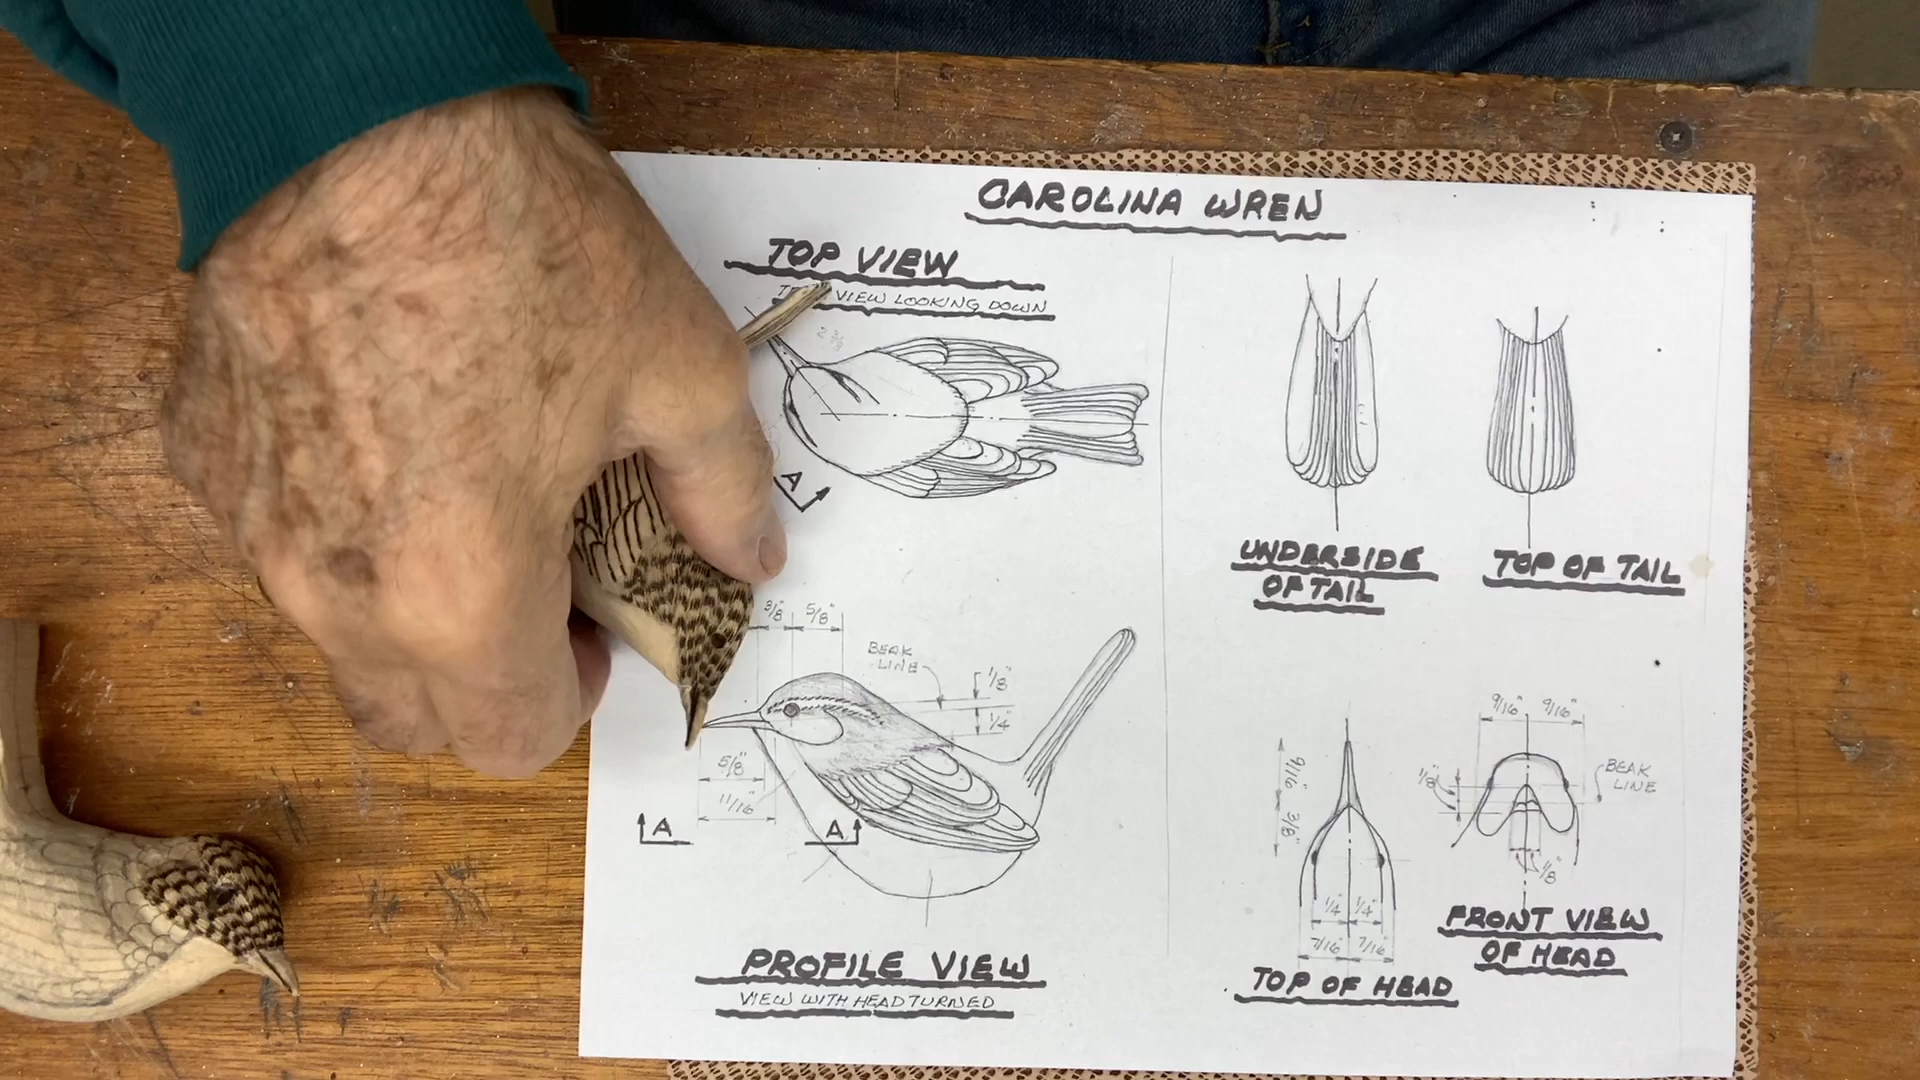 CAROLINA WREN
TOP VIEW
VIEW LOOKING DOWN
A
UNDERSIDE
OF TAIL
TOP OF TAIL
3/8" 5/8"
BEAK
LINE
1/8"
1/4"
5/8"
11/16"
A
A
PROFILE VIEW
VIEW WITH HEAD TURNED
9/16"
3/8"
1/4" 1/4"
7/16" 7/16"
TOP OF HEAD
9/16" 9/16"
1/8"
BEAK
LINE
1/8"
FRONT VIEW
OF HEAD